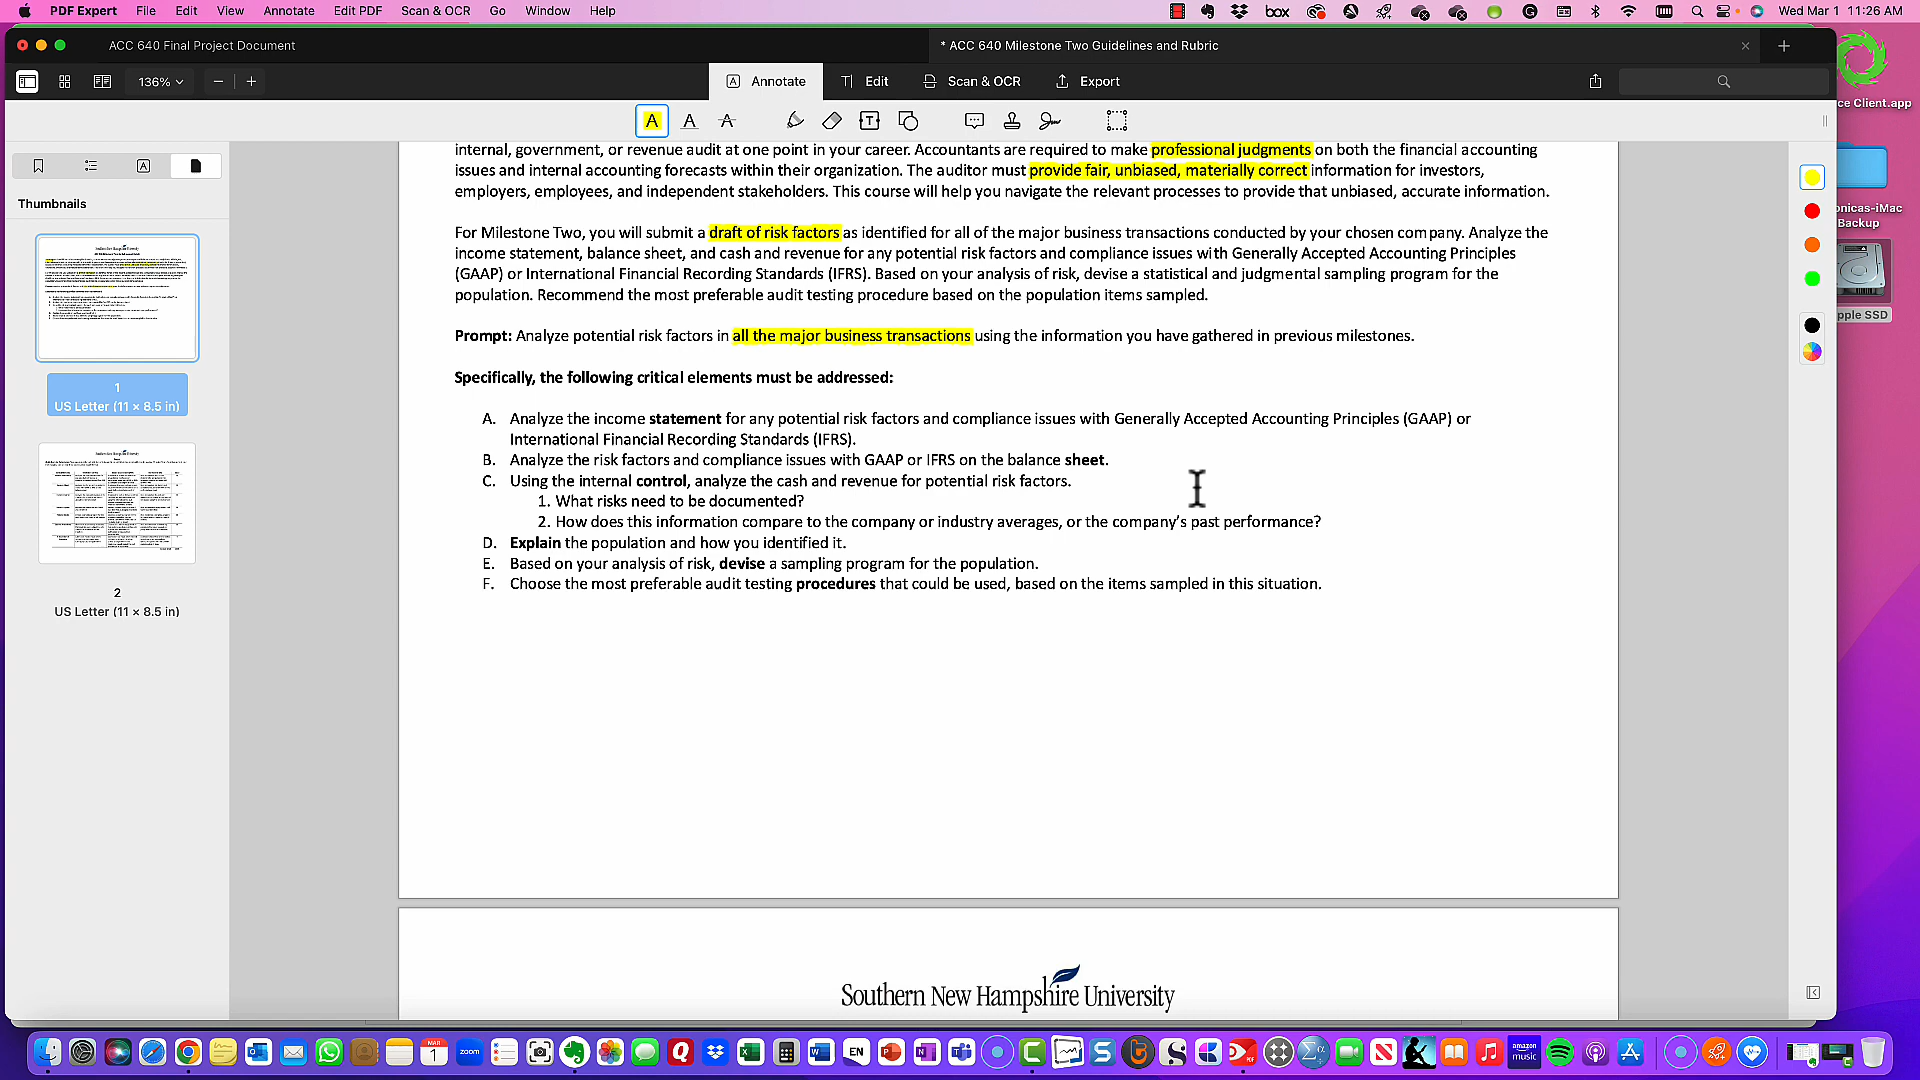 PDF Expert File Edit View Annotate Edit PDF Scan & OCR Go Window Help box Wed Mar 1 11:26 AM
ACC 640 Final Project Document * ACC 640 Milestone Two Guidelines and Rubric
136% Annotate Edit Scan & OCR Export
ce Client.app
Thumbnails
internal, government, or revenue audit at one point in your career. Accountants are required to make professional judgments on both the financial accounting
issues and internal accounting forecasts within their organization. The auditor must provide fair, unbiased, materially correct information for investors,
employers, employees, and independent stakeholders. This course will help you navigate the relevant processes to provide that unbiased, accurate information.
onicas-iMac
Backup
For Milestone Two, you will submit a draft of risk factors as identified for all of the major business transactions conducted by your chosen company. Analyze the
income statement, balance sheet, and cash and revenue for any potential risk factors and compliance issues with Generally Accepted Accounting Principles
(GAAP) or International Financial Recording Standards (IFRS). Based on your analysis of risk, devise a statistical and judgmental sampling program for the
population. Recommend the most preferable audit testing procedure based on the population items sampled.
pple SSD
Prompt: Analyze potential risk factors in all the major business transactions using the information you have gathered in previous milestones.
Specifically, the following critical elements must be addressed:
A. Analyze the income statement for any potential risk factors and compliance issues with Generally Accepted Accounting Principles (GAAP) or
International Financial Recording Standards (IFRS).
B. Analyze the risk factors and compliance issues with GAAP or IFRS on the balance sheet.
C. Using the internal control, analyze the cash and revenue for potential risk factors.
1. What risks need to be documented?
2. How does this information compare to the company or industry averages, or the company's past performance?
D. Explain the population and how you identified it.
E. Based on your analysis of risk, devise a sampling program for the population.
F. Choose the most preferable audit testing procedures that could be used, based on the items sampled in this situation.
1
US Letter (11 × 8.5 in)
2
US Letter (11 × 8.5 in)
Southern New Hampshire University
MAR
1
zoom
EN
amazon
music